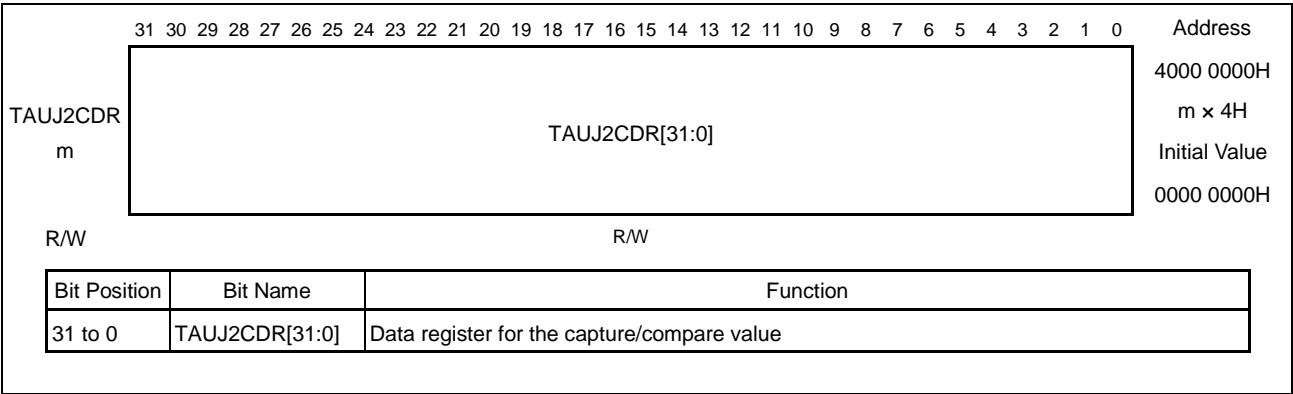 31 30 29 28 27 26 25 24 23 22 21 20 19 18 17 16 15 14 13 12 11 10 9 8 7 6 5 4 3 2 1 0 Address
4000 0000H
TAUJ2CDR m × 4H
TAUJ2CDR[31:0]
m Initial Value
0000 0000H
R/W R/W
Bit Position Bit Name Function
31 to 0 TAUJ2CDR[31:0] Data register for the capture/compare value